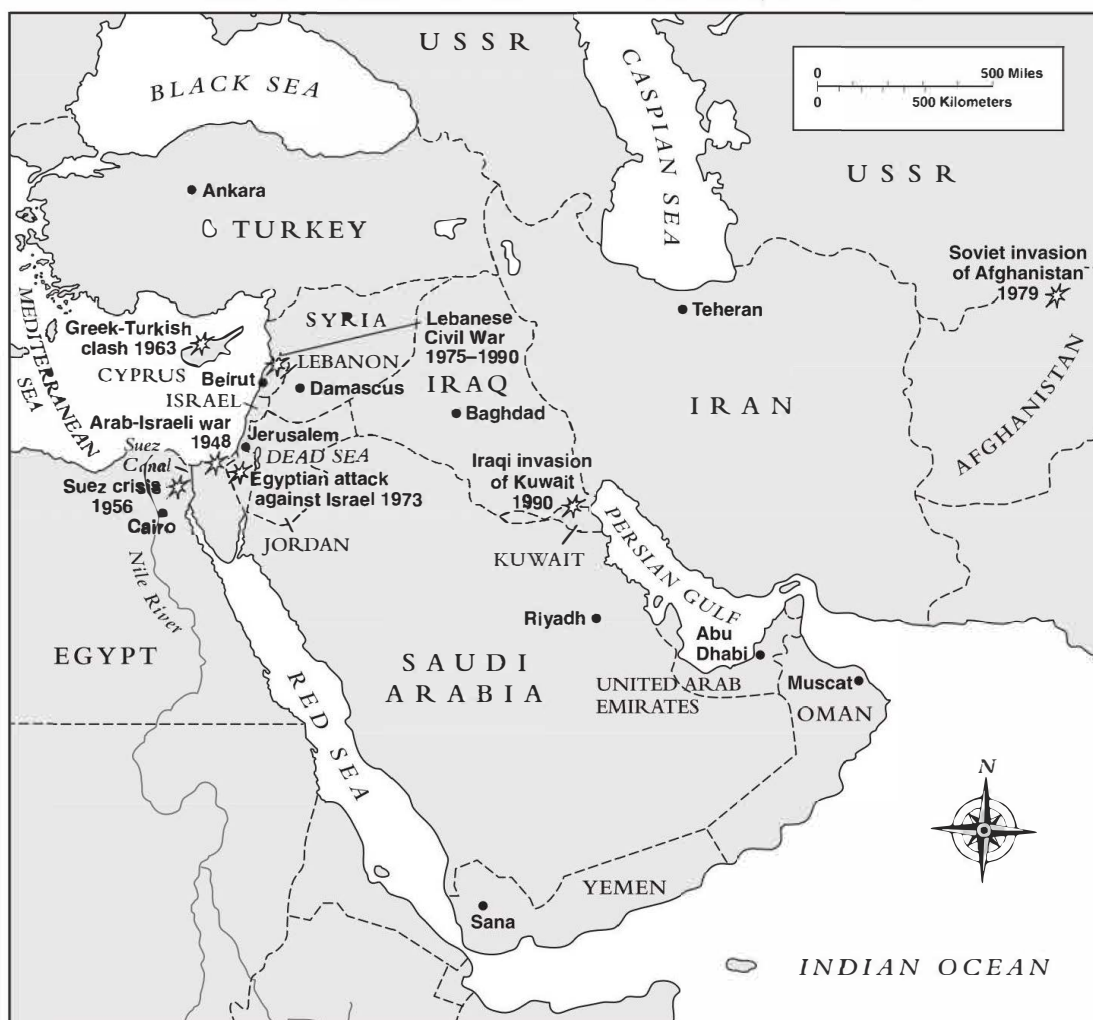 USSR
BLACK SEA
CASPIAN SEA
0 500 Miles
0 500 Kilometers
USSR
Ankara
TURKEY
Soviet invasion
of Afghanistan
1979
Teheran
MEDITERRANEAN
SEA
Greek-Turkish
clash 1963
CYPRUS
SYRIA
Lebanese
Civil War
1975–1990
LEBANON
Beirut
Damascus
ISRAEL
IRAQ
Baghdad
IRAN
AFGHANISTAN
Arab-Israeli war
1948
Jerusalem
DEAD SEA
Suez
Canal
Suez crisis
1956
Cairo
Egyptian attack
against Israel 1973
Iraqi invasion
of Kuwait
1990
JORDAN
KUWAIT
PERSIAN GULF
Nile River
Riyadh
Abu
Dhabi
EGYPT
SAUDI
ARABIA
UNITED ARAB
EMIRATES
Muscat
OMAN
RED SEA
N
YEMEN
Sana
INDIAN OCEAN